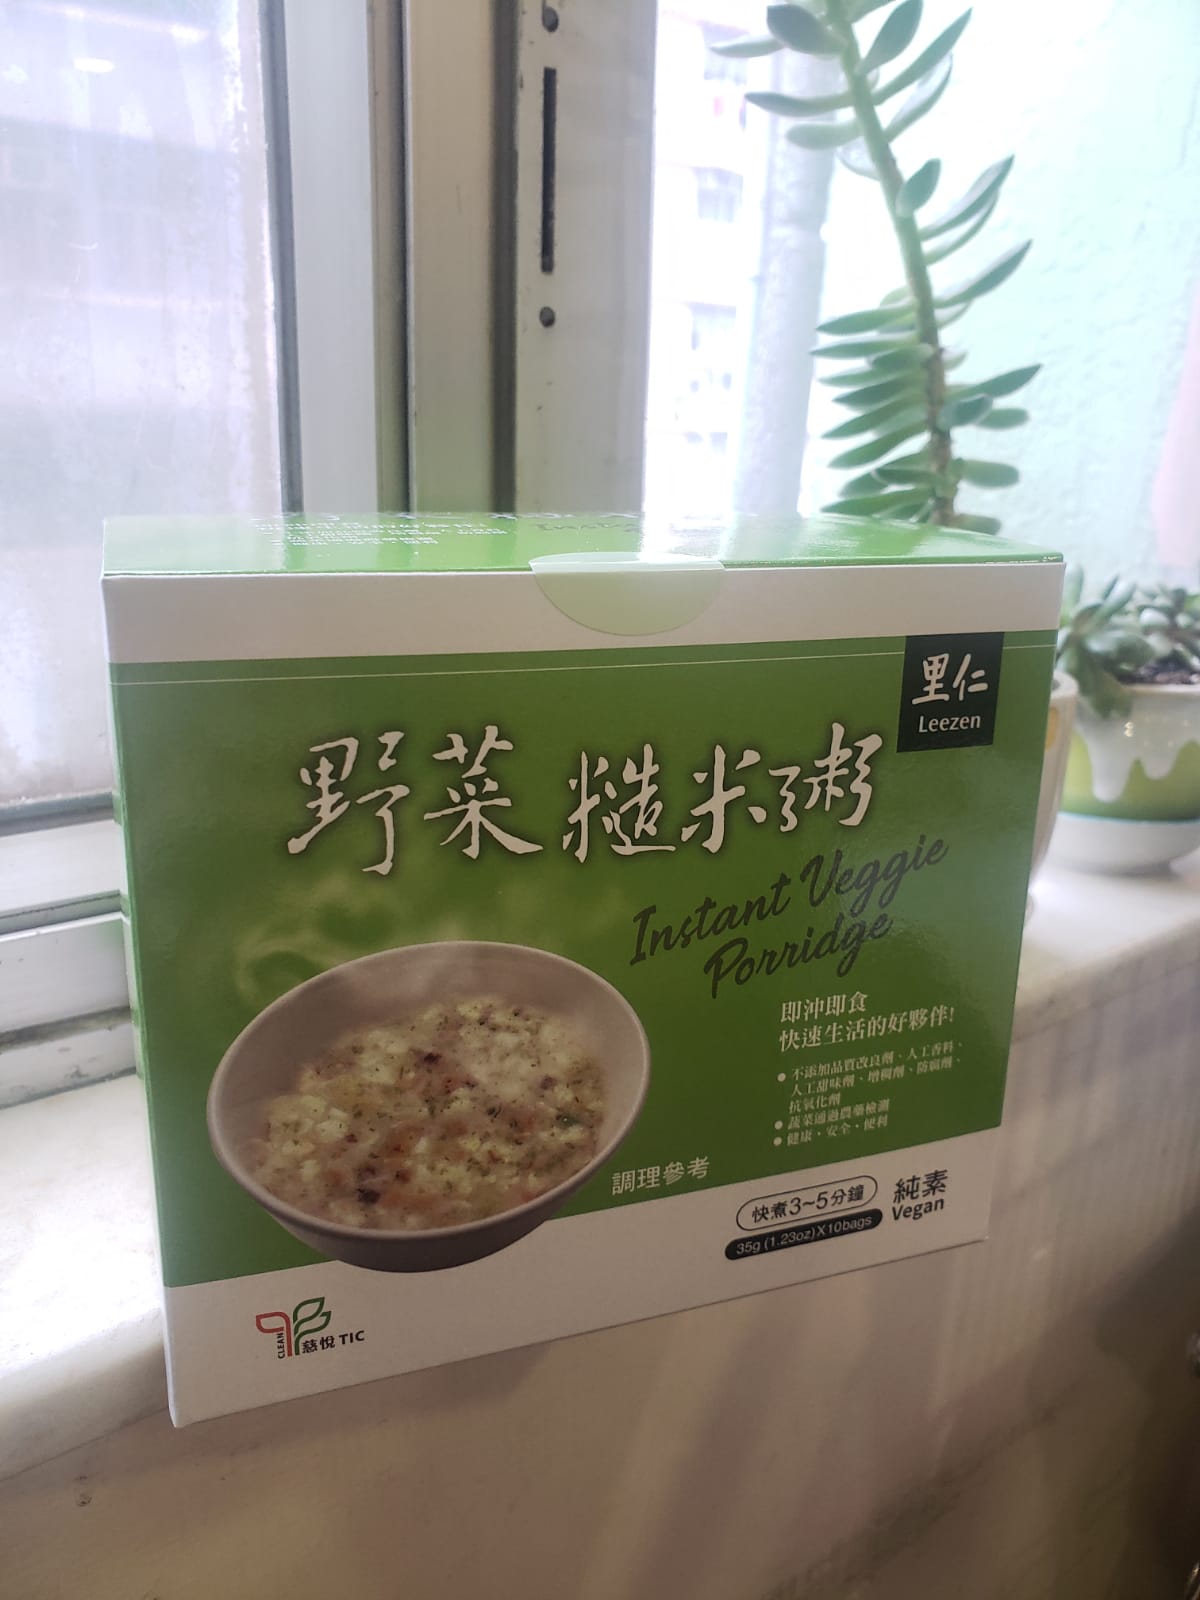 里仁
Leezen
野菜糙米粥
Instant Veggie
Porridge
即沖即食
快速生活的好夥伴!
● 不添加品質改良劑、人工香料、
人工甜味劑、增稠劑、防腐劑、
抗氧化劑
● 蔬菜通過農藥檢測
● 健康、安全、便利
調理參考
快煮3~5分鐘
35g (1.23oz)X10bags
純素
Vegan
CLEAN
慈悅 TIC